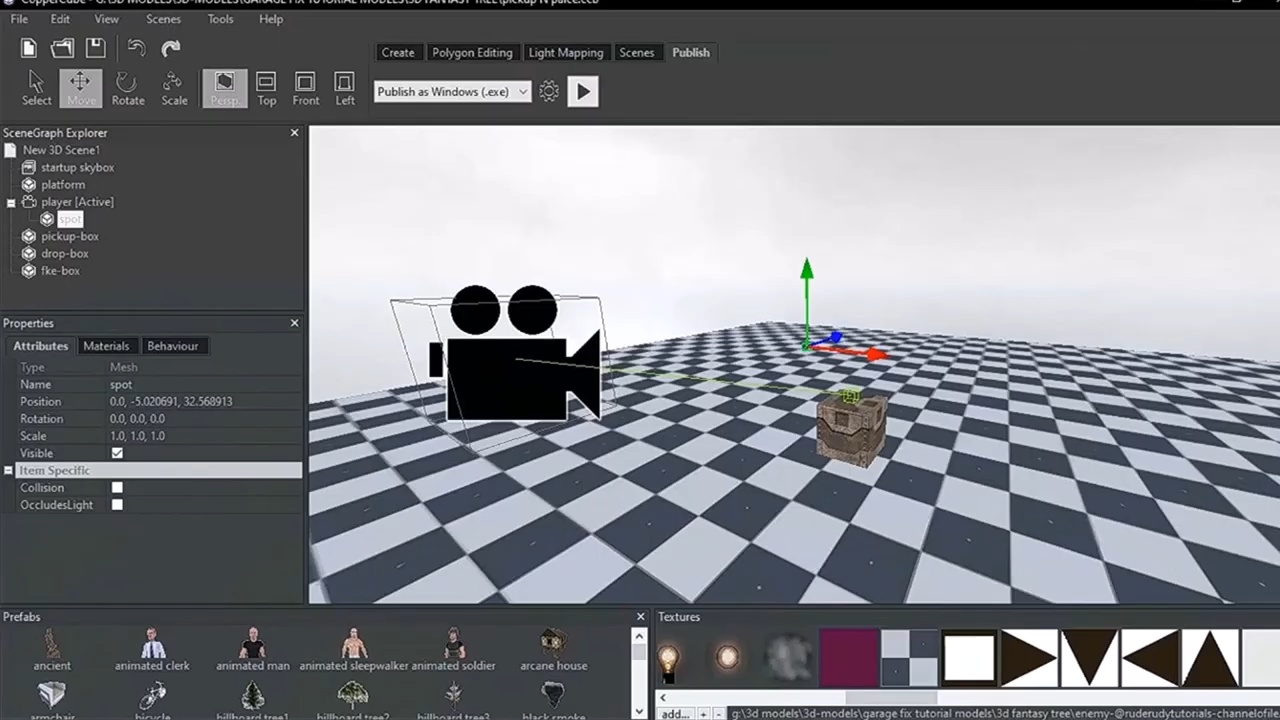 CopperCube - G:\3D MODELS\3D-MODELS\GARAGE FIX TUTORIAL MODELS\3D FANTASY TREE\pickup N palce.ccb
File Edit View Scenes Tools Help
Create Polygon Editing Light Mapping Scenes Publish
Select Move Rotate Scale Persp. Top Front Left
Publish as Windows (.exe)
SceneGraph Explorer
New 3D Scene1
startup skybox
platform
player [Active]
spot
pickup-box
drop-box
fke-box
Properties
Attributes Materials Behaviour
Type Mesh
Name spot
Position 0.0, -5.020691, 32.568913
Rotation 0.0, 0.0, 0.0
Scale 1.0, 1.0, 1.0
Visible
Item Specific
Collision
OccludesLight
Prefabs
ancient animated clerk animated man animated sleepwalker animated soldier arcane house
armchair bicycle billboard tree1 billboard tree2 billboard tree3 black smoke
Textures
add... + - g:\3d models\3d-models\garage fix tutorial models\3d fantasy tree\enemy-@ruderudytutorials-channelofile